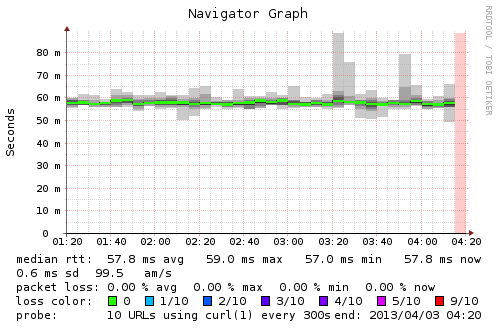 Navigator Graph
RRDTOOL / TOBI OETIKER
Seconds
80 m
70 m
60 m
50 m
40 m
30 m
20 m
10 m
0
01:20 01:40 02:00 02:20 02:40 03:00 03:20 03:40 04:00 04:20
median rtt: 57.8 ms avg 59.0 ms max 57.0 ms min 57.8 ms now
0.6 ms sd 99.5 am/s
packet loss: 0.00 % avg 0.00 % max 0.00 % min 0.00 % now
loss color: 0 1/10 2/10 3/10 4/10 5/10 9/10
probe: 10 URLs using curl(1) every 300s end: 2013/04/03 04:20